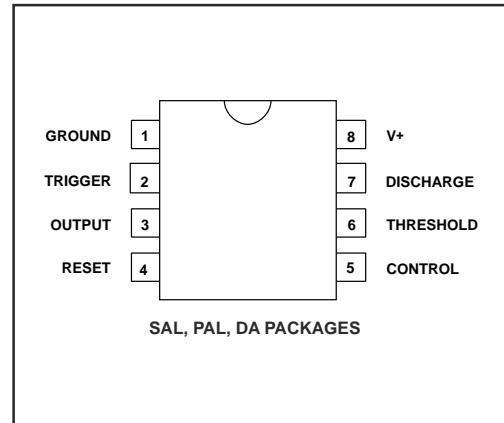 GROUND 1 8 V+
TRIGGER 2 7 DISCHARGE
OUTPUT 3 6 THRESHOLD
RESET 4 5 CONTROL
SAL, PAL, DA PACKAGES